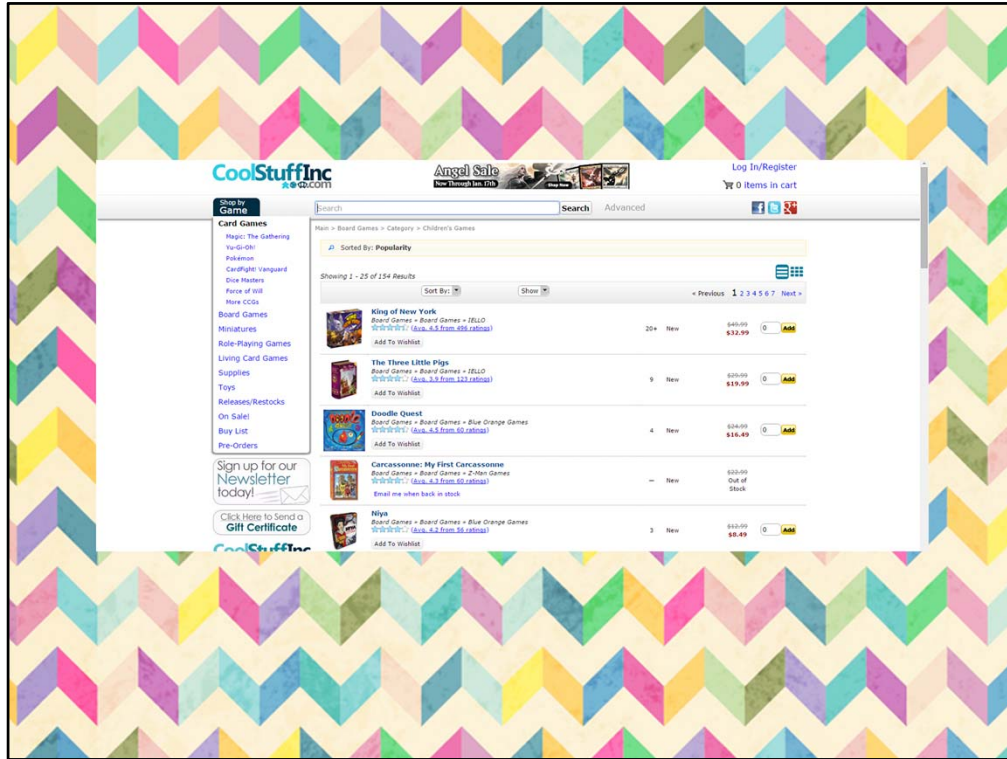 CoolStuffInc
.com
Angel Sale
Now Through Jan. 17th
Shop Now
Log In/Register
0 items in cart
Shop by
Game
Search
Search
Advanced
Card Games
Magic: The Gathering
Yu-Gi-Oh!
Pokémon
Cardfight! Vanguard
Dice Masters
Force of Will
More CCGs
Board Games
Miniatures
Role-Playing Games
Living Card Games
Supplies
Toys
Releases/Restocks
On Sale!
Buy List
Pre-Orders
Sign up for our
Newsletter
today!
Click Here to Send a
Gift Certificate
CoolStuffInc
Main > Board Games > Category > Children's Games
Sorted By: Popularity
Showing 1 - 25 of 154 Results
Sort By:
Show
« Previous 1 2 3 4 5 6 7 Next »
King of New York
Board Games » Board Games » IELLO
(Avg. 4.5 from 496 ratings)
Add To Wishlist
20+ New
$49.99
$32.99
0 Add
The Three Little Pigs
Board Games » Board Games » IELLO
(Avg. 3.9 from 123 ratings)
Add To Wishlist
9 New
$29.99
$19.99
0 Add
Doodle Quest
Board Games » Board Games » Blue Orange Games
(Avg. 4.5 from 60 ratings)
Add To Wishlist
4 New
$24.99
$16.49
0 Add
Carcassonne: My First Carcassonne
Board Games » Board Games » Z-Man Games
(Avg. 4.3 from 60 ratings)
Email me when back in stock
— New
$22.99
Out of
Stock
Niya
Board Games » Board Games » Blue Orange Games
(Avg. 4.2 from 56 ratings)
Add To Wishlist
3 New
$12.99
$8.49
0 Add